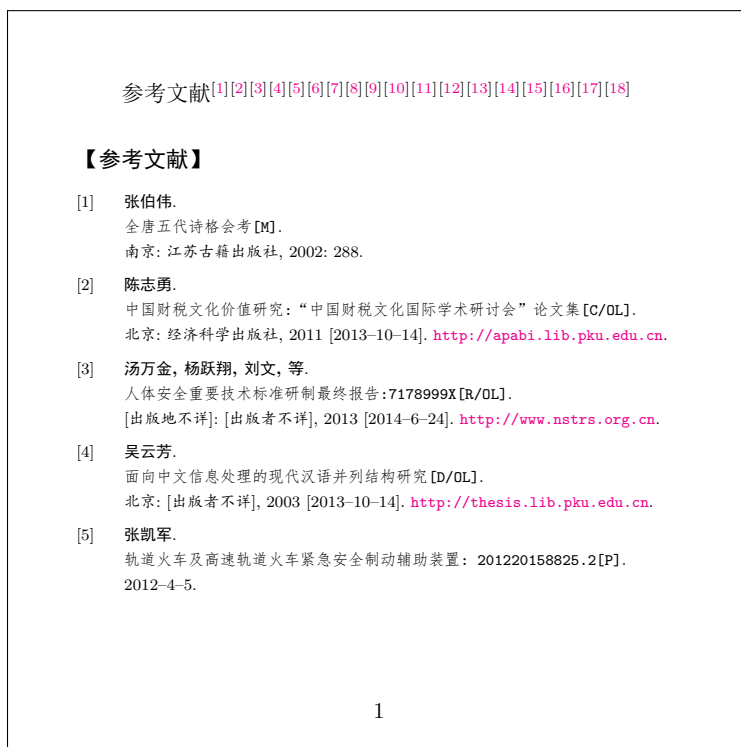 参考文献[1][2][3][4][5][6][7][8][9][10][11][12][13][14][15][16][17][18]
【参考文献】
[1] 张伯伟.
全唐五代诗格会考[M].
南京: 江苏古籍出版社, 2002: 288.
[2] 陈志勇.
中国财税文化价值研究：“中国财税文化国际学术研讨会”论文集[C/OL].
北京: 经济科学出版社, 2011 [2013–10–14]. http://apabi.lib.pku.edu.cn.
[3] 汤万金, 杨跃翔, 刘文, 等.
人体安全重要技术标准研制最终报告:7178999X[R/OL].
[出版地不详]: [出版者不详], 2013 [2014–6–24]. http://www.nstrs.org.cn.
[4] 吴云芳.
面向中文信息处理的现代汉语并列结构研究[D/OL].
北京: [出版者不详], 2003 [2013–10–14]. http://thesis.lib.pku.edu.cn.
[5] 张凯军.
轨道火车及高速轨道火车紧急安全制动辅助装置: 201220158825.2[P].
2012–4–5.
1